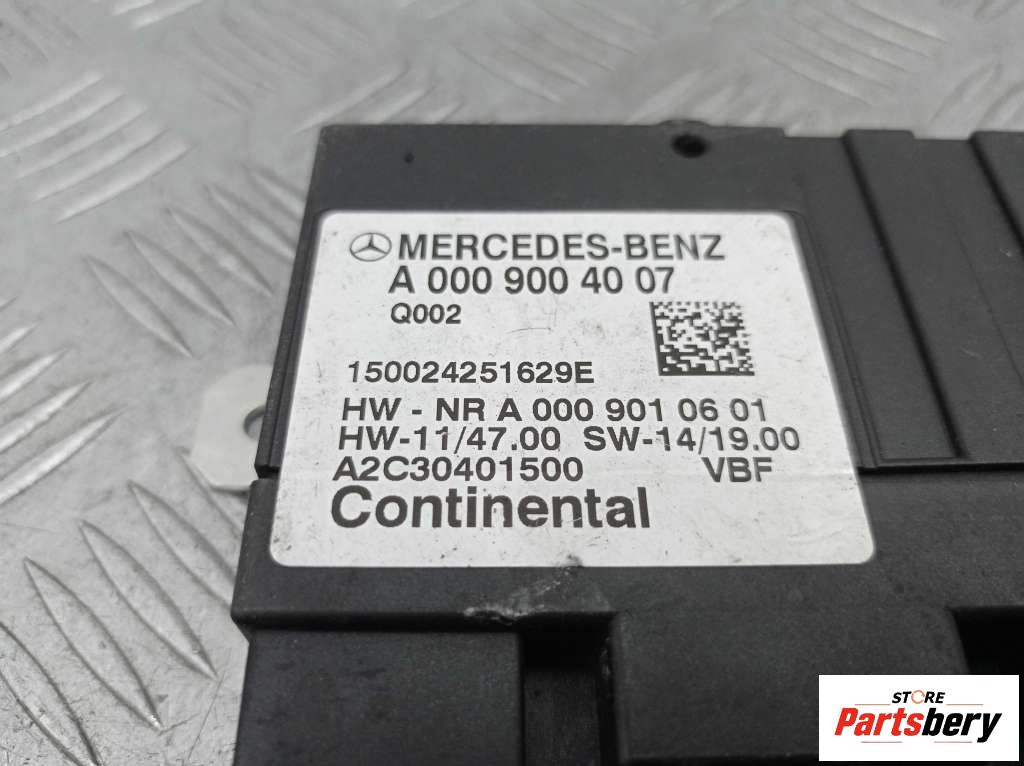 MERCEDES-BENZ
A 000 900 40 07
Q002
150024251629E
HW - NR A 000 901 06 01
HW-11/47.00 SW-14/19.00
A2C30401500 VBF
Continental
STORE
Partsbery